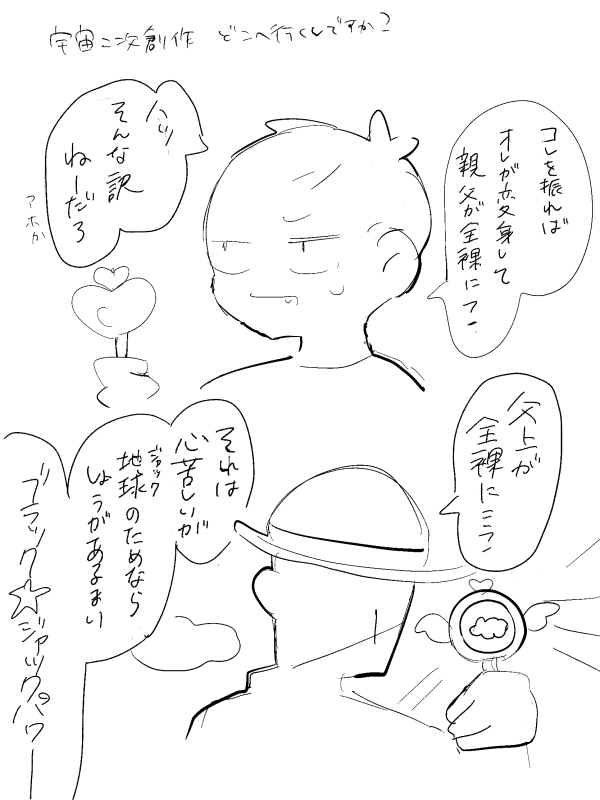 宇宙二次創作 どこへ行くんですか?
コレを振れば
オレが変身して
親父が全裸に?
ハッ
そんな訳
ねーだろ
アホか
父上が
全裸に…?
それは
心苦しいが
地球のためなら
ジャック
しょうがあるまい
ブラック☆ジャックパワー